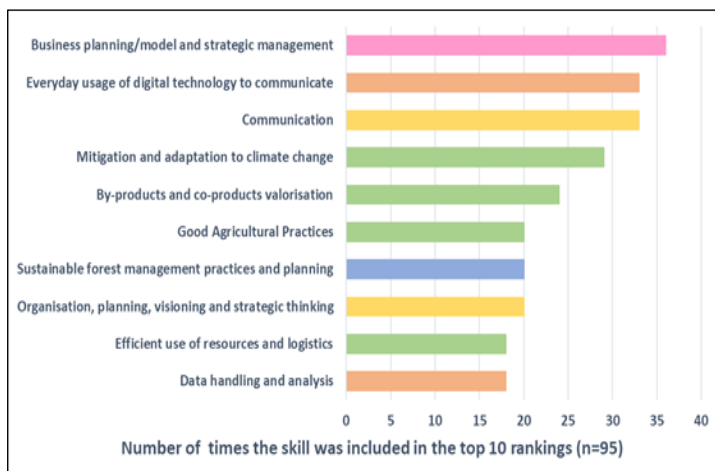 Business planning/model and strategic management
Everyday usage of digital technology to communicate
Communication
Mitigation and adaptation to climate change
By-products and co-products valorisation
Good Agricultural Practices
Sustainable forest management practices and planning
Organisation, planning, visioning and strategic thinking
Efficient use of resources and logistics
Data handling and analysis
0 5 10 15 20 25 30 35 40
Number of times the skill was included in the top 10 rankings (n=95)